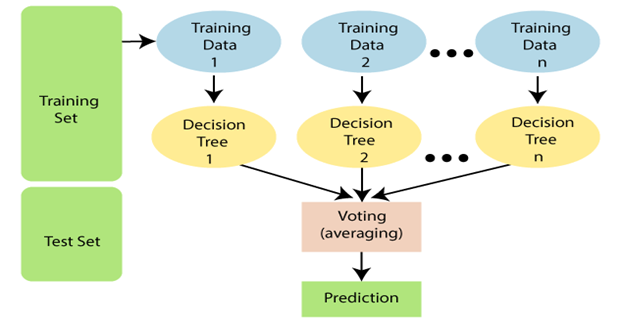 Training
Set
Training
Data
1
Training
Data
2
Training
Data
n
Decision
Tree
1
Decision
Tree
2
Decision
Tree
n
Test Set
Voting
(averaging)
Prediction